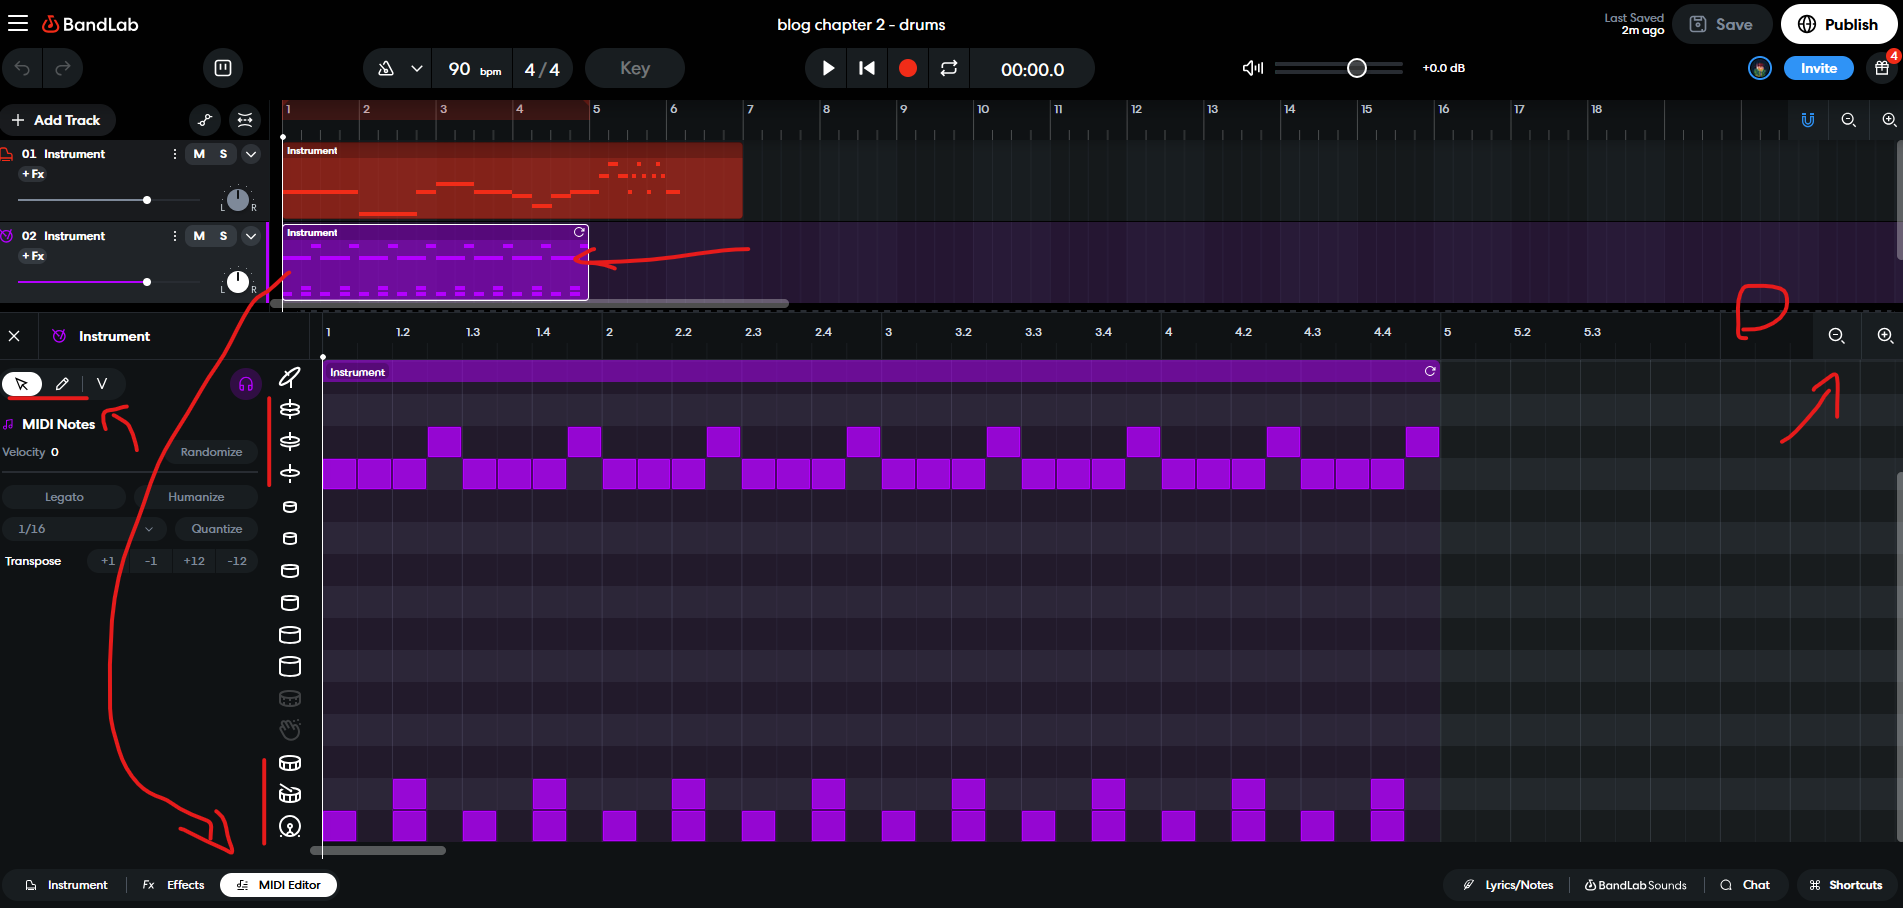 BandLab
blog chapter 2 - drums
Last Saved
2m ago
Save
Publish
90 bpm
4 / 4
Key
00:00.0
+0.0 dB
Invite
4
+ Add Track
1 2 3 4 5 6 7 8 9 10 11 12 13 14 15 16 17 18
01 Instrument
M S
+ Fx
L R
Instrument
02 Instrument
M S
+ Fx
L R
Instrument
Instrument
1 1.2 1.3 1.4 2 2.2 2.3 2.4 3 3.2 3.3 3.4 4 4.2 4.3 4.4 5 5.2 5.3
Instrument
V
MIDI Notes
Velocity 0
Randomize
Legato
Humanize
1/16
Quantize
Transpose
+1 -1 +12 -12
Instrument
Fx Effects
MIDI Editor
Lyrics/Notes
BandLab Sounds
Chat
Shortcuts